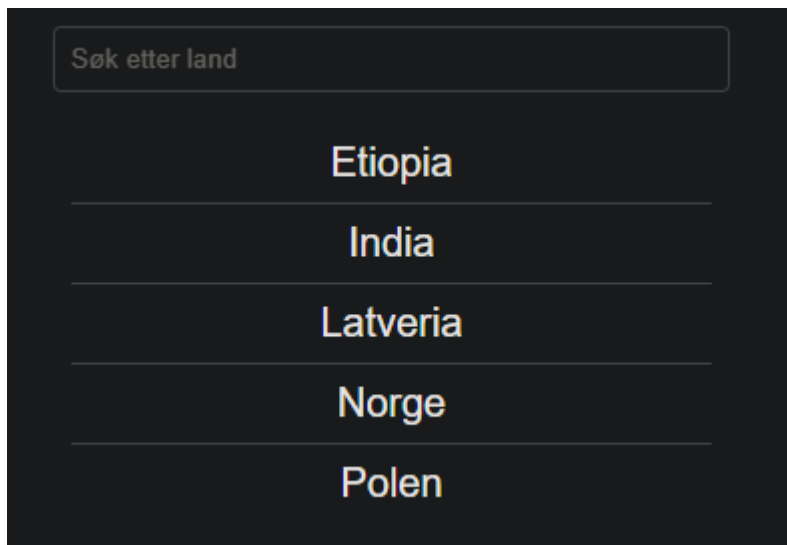 Søk etter land
Etiopia
India
Latveria
Norge
Polen